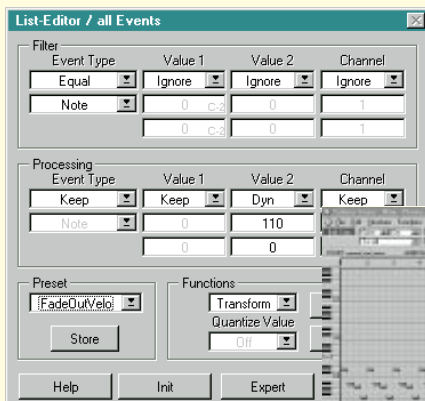 List-Editor / all Events
Filter
Event Type Value 1 Value 2 Channel
Equal Ignore Ignore Ignore
Note 0 C-2 0 1
0 C-2 0 1
Processing
Event Type Value 1 Value 2 Channel
Keep Keep Dyn Keep
Note 0 110
0 0
Preset Functions
FadeOutVelo Transform
Quantize Value
Store Off
Help Init Expert